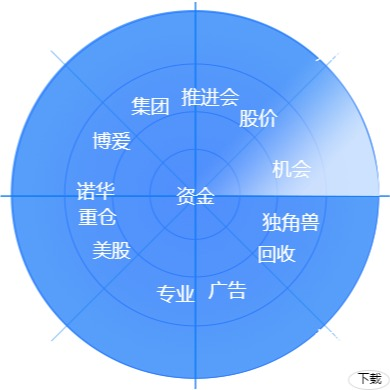 推进会
集团
股价
博爱
机会
诺华
资金
重仓
独角兽
美股
回收
专业
广告
下载